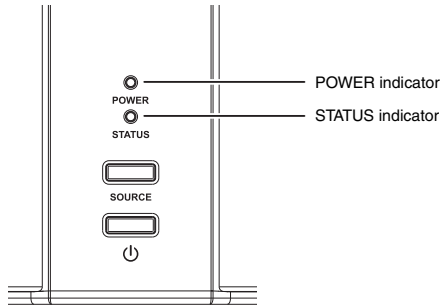 POWER
POWER indicator
STATUS
STATUS indicator
SOURCE